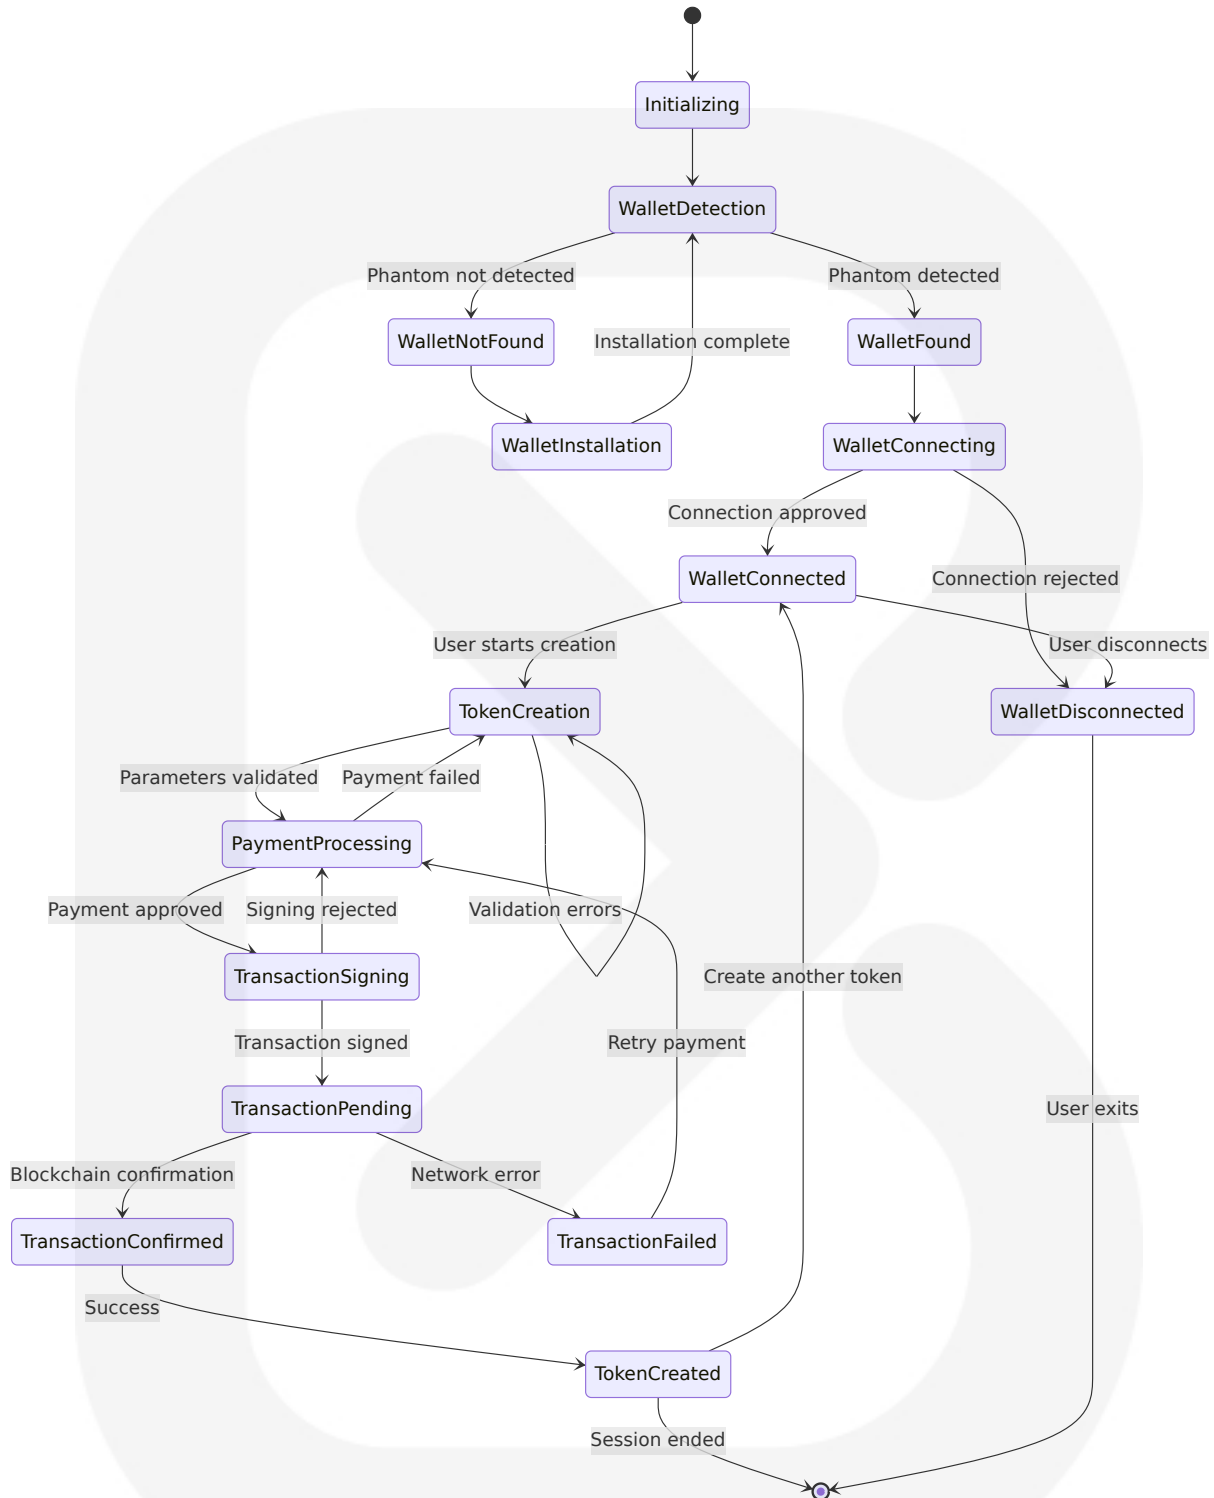 Initializing
WalletDetection
Phantom not detected
Phantom detected
WalletNotFound
Installation complete
WalletFound
WalletInstallation
WalletConnecting
Connection approved
WalletConnected
Connection rejected
User starts creation
User disconnects
TokenCreation
WalletDisconnected
Parameters validated
Payment failed
PaymentProcessing
Payment approved
Signing rejected
Validation errors
TransactionSigning
Create another token
Transaction signed
Retry payment
TransactionPending
User exits
Blockchain confirmation
Network error
TransactionConfirmed
TransactionFailed
Success
TokenCreated
Session ended